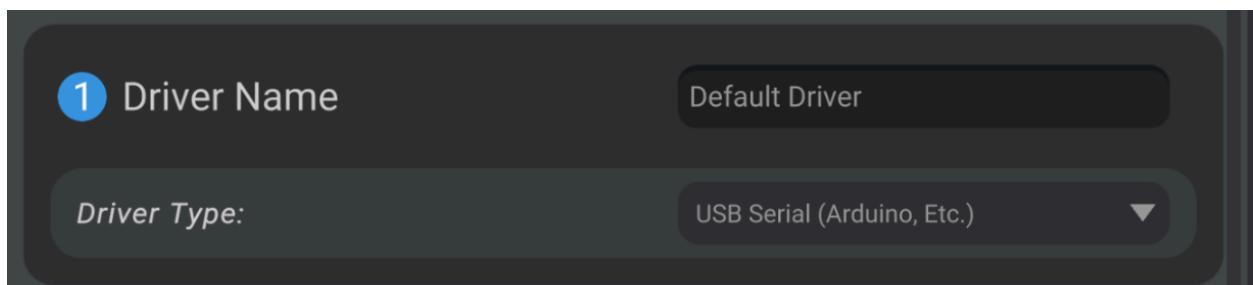 1 Driver Name Default Driver
Driver Type: USB Serial (Arduino, Etc.)